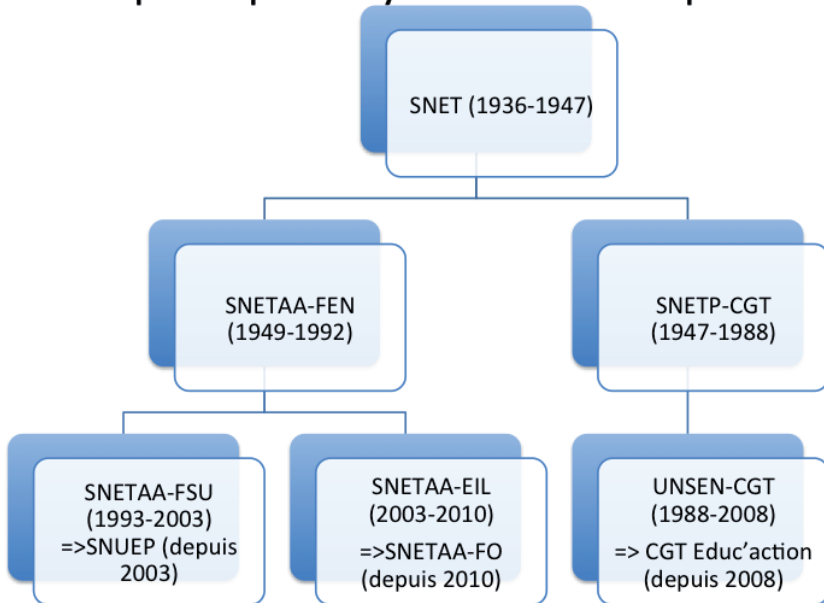 SNET (1936-1947)
SNETAA-FEN
(1949-1992)
SNETP-CGT
(1947-1988)
SNETAA-FSU
(1993-2003)
=>SNUEP (depuis
2003)
SNETAA-EIL
(2003-2010)
=>SNETAA-FO
(depuis 2010)
UNSEN-CGT
(1988-2008)
=> CGT Educ’action
(depuis 2008)